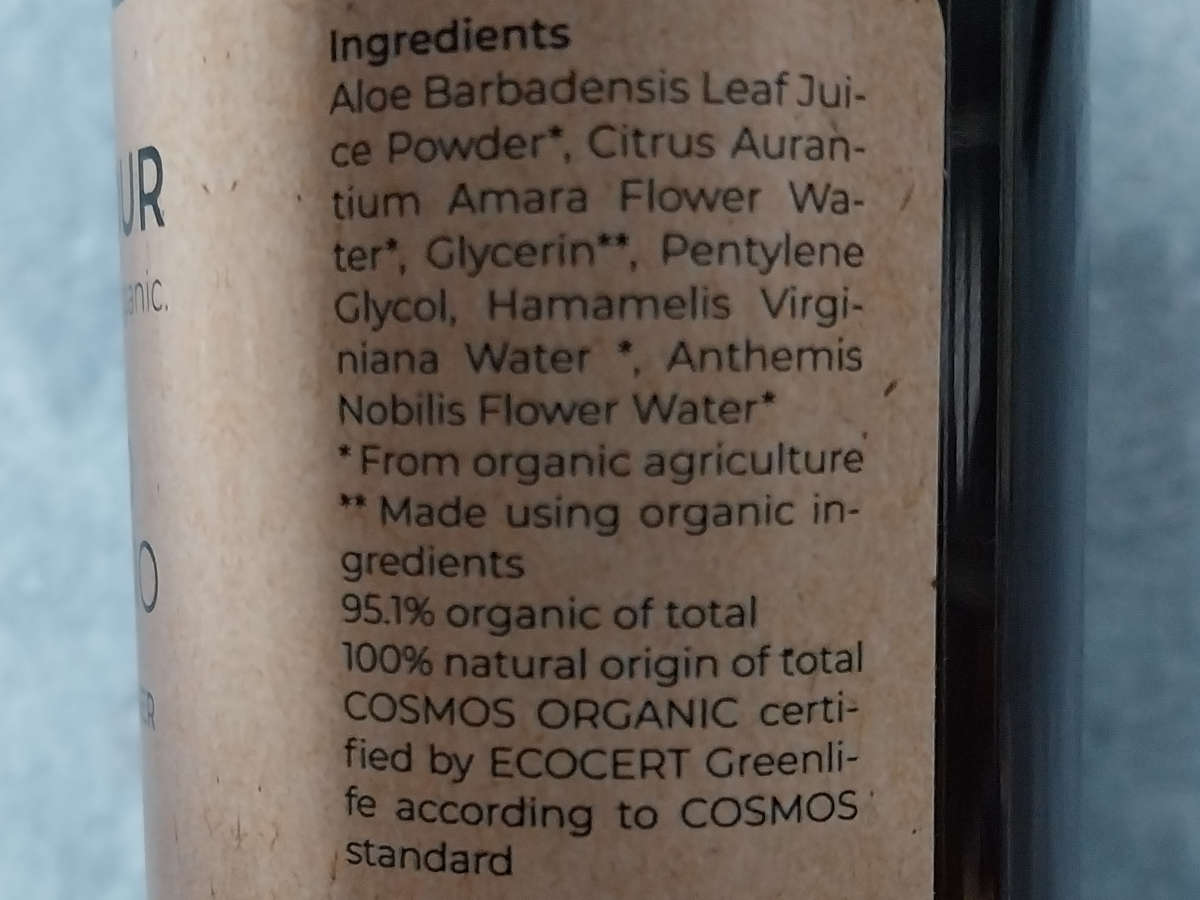 Ingredients
Aloe Barbadensis Leaf Jui-
ce Powder*, Citrus Auran-
tium Amara Flower Wa-
ter*, Glycerin**, Pentylene
Glycol, Hamamelis Virgi-
niana Water *, Anthemis
Nobilis Flower Water*
* From organic agriculture
** Made using organic in-
gredients
95.1% organic of total
100% natural origin of total
COSMOS ORGANIC certi-
fied by ECOCERT Greenli-
fe according to COSMOS
standard
UR
anic.